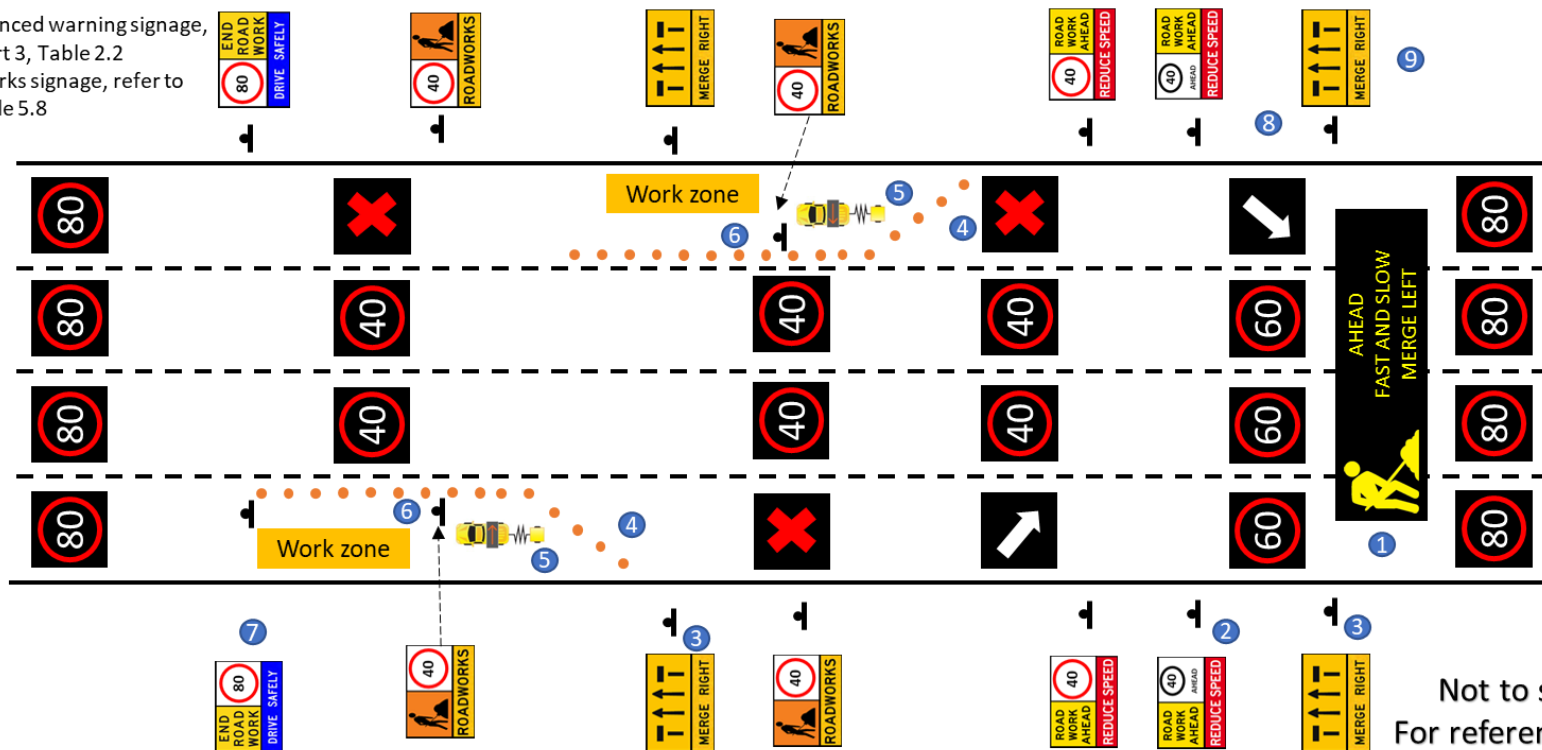 nced warning signage,
rt 3, Table 2.2
rks signage, refer to
le 5.8
END
ROAD
WORK
80
DRIVE SAFELY
40
ROADWORKS
MERGE RIGHT
40
ROADWORKS
ROAD
WORK
AHEAD
40
REDUCE SPEED
ROAD
WORK
AHEAD
40
AHEAD
REDUCE SPEED
MERGE RIGHT
9
8
80
Work zone
5
4
6
80
80
40
40
40
60
80
AHEAD
FAST AND SLOW
MERGE LEFT
80
40
40
40
60
80
80
6
4
Work zone
5
60
1
80
7
3
2
3
80
END
ROAD
WORK
DRIVE SAFELY
40
ROADWORKS
MERGE RIGHT
40
ROADWORKS
40
ROAD
WORK
AHEAD
REDUCE SPEED
40
AHEAD
ROAD
WORK
AHEAD
REDUCE SPEED
MERGE RIGHT
Not to s
For referen